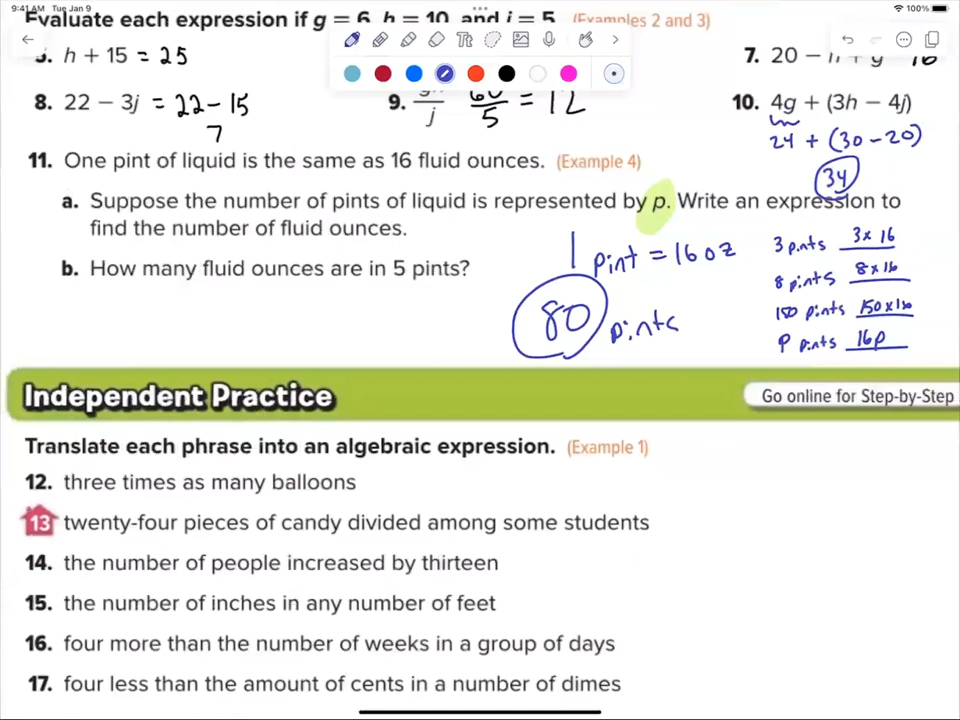 9:41 AM Tue Jan 9
100%
Evaluate each expression if g = 6, h = 10, and j = 5. (Examples 2 and 3)
h + 15 = 25
7. 20 − h + g
8. 22 − 3j = 22 - 15
7
9. gh/j 60/5 = 12
10. 4g + (3h − 4j)
24 + (30 - 20)
34
11. One pint of liquid is the same as 16 fluid ounces. (Example 4)
a. Suppose the number of pints of liquid is represented by p. Write an expression to
find the number of fluid ounces.
1 pint = 16 oz
3 pints 3 x 16
8 pints 8 x 16
150 pints
p pints 16p
b. How many fluid ounces are in 5 pints?
80 pints
Independent Practice
Go online for Step-by-Step
Translate each phrase into an algebraic expression. (Example 1)
12. three times as many balloons
13 twenty-four pieces of candy divided among some students
14. the number of people increased by thirteen
15. the number of inches in any number of feet
16. four more than the number of weeks in a group of days
17. four less than the amount of cents in a number of dimes